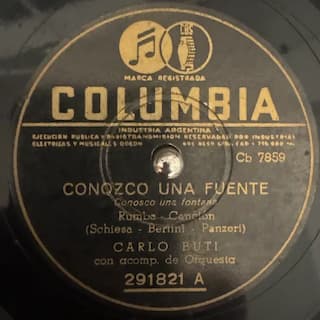 CBS
MARCA REGISTRADA
COLUMBIA
INDUSTRIA ARGENTINA
EJECUCION PUBLICA Y RADIOTRANSMISION RESERVADAS POR INDUSTRIAS
ELECTRICAS Y MUSICALES ODEON
Cb 7859
CONOZCO UNA FUENTE
Conosco una fontana
Rumba - Canción
(Schiesa - Bertini - Panzeri)
CARLO BUTI
con acomp. de Orquesta
291821 A